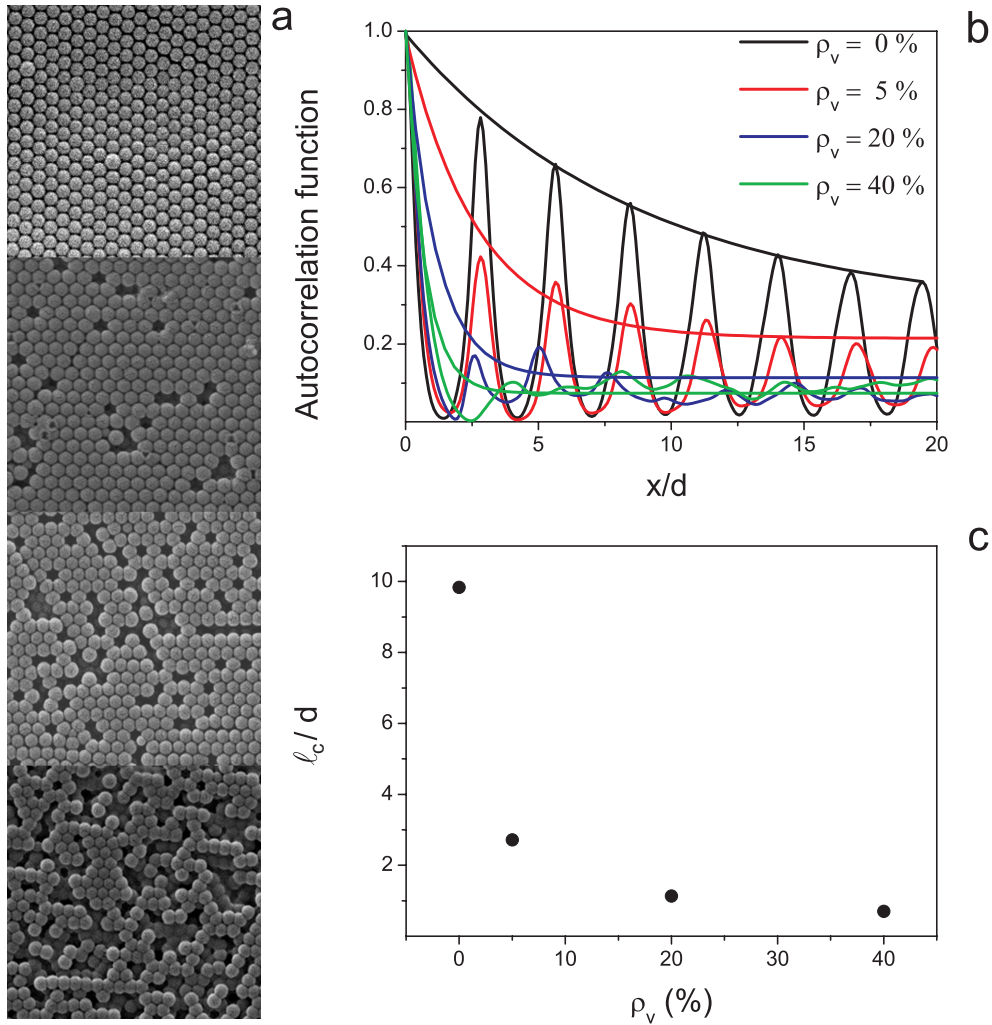 a
b
1.0
0.8
0.6
0.4
0.2
0
5
10
15
20
Autocorrelation function
x/d
ρv = 0 %
ρv = 5 %
ρv = 20 %
ρv = 40 %
c
10
8
6
4
2
0
10
20
30
40
ℓc / d
ρv (%)